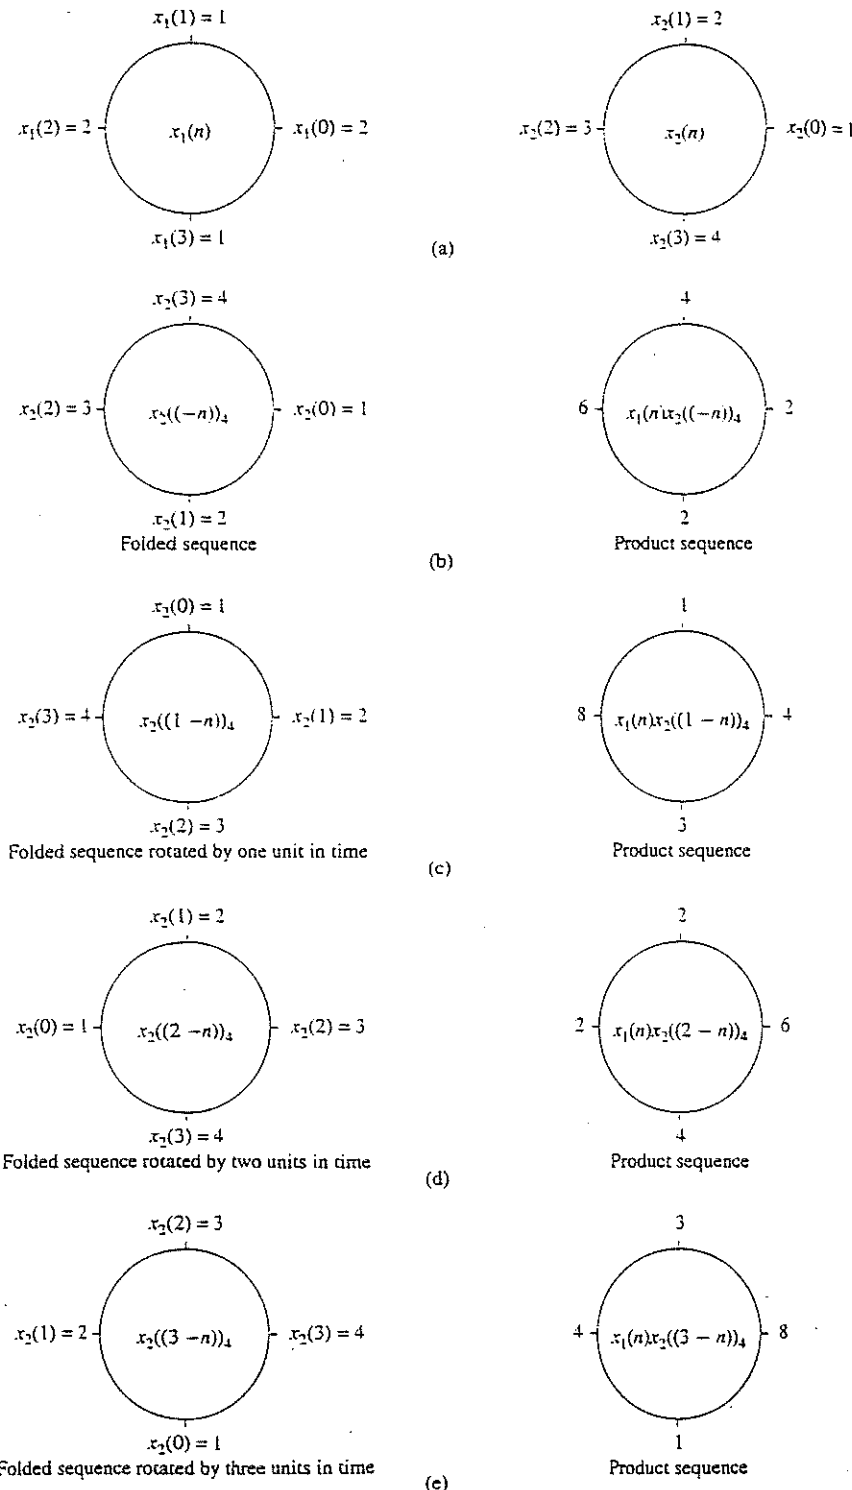 x₁(1) = 1
x₂(1) = 2
x₁(2) = 2
x₁(n)
x₁(0) = 2
x₂(2) = 3
x₂(n)
x₂(0) = 1
x₁(3) = 1
x₂(3) = 4
(a)
x₂(3) = 4
4
x₂(2) = 3
x₂((−n))₄
x₂(0) = 1
6
x₁(n)x₂((−n))₄
2
x₂(1) = 2
2
Folded sequence
Product sequence
(b)
x₂(0) = 1
1
x₂(3) = 4
x₂((1 −n))₄
x₂(1) = 2
8
x₁(n)x₂((1 − n))₄
4
x₂(2) = 3
3
Folded sequence rotated by one unit in time
Product sequence
(c)
x₂(1) = 2
2
x₂(0) = 1
x₂((2 −n))₄
x₂(2) = 3
2
x₁(n)x₂((2 − n))₄
6
x₂(3) = 4
4
Folded sequence rotated by two units in time
Product sequence
(d)
x₂(2) = 3
3
x₂(1) = 2
x₂((3 −n))₄
x₂(3) = 4
4
x₁(n)x₂((3 − n))₄
8
x₂(0) = 1
1
Folded sequence rotated by three units in time
Product sequence
(e)